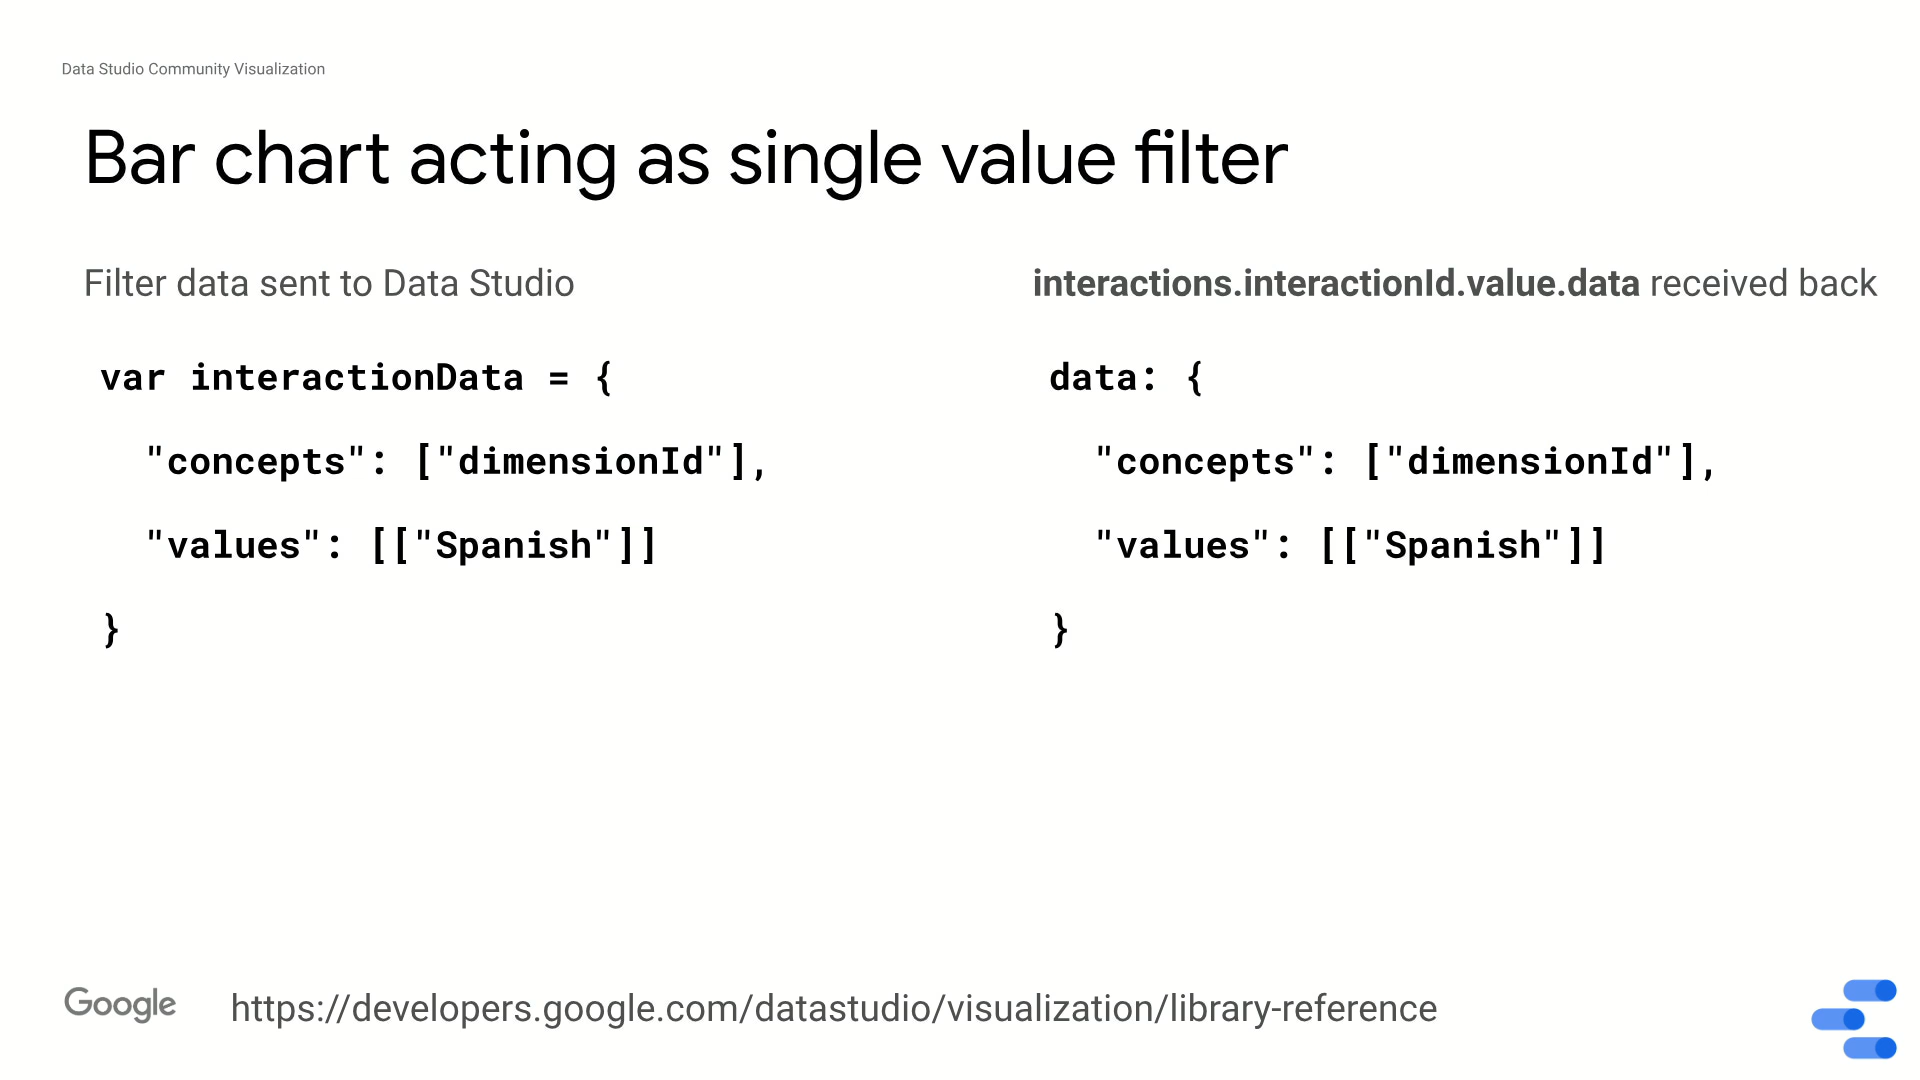 Data Studio Community Visualization
Bar chart acting as single value filter
Filter data sent to Data Studio
var interactionData = {
"concepts": ["dimensionId"],
"values": [["Spanish"]]
}
interactions.interactionId.value.data received back
data: {
"concepts": ["dimensionId"],
"values": [["Spanish"]]
}
Google
https://developers.google.com/datastudio/visualization/library-reference